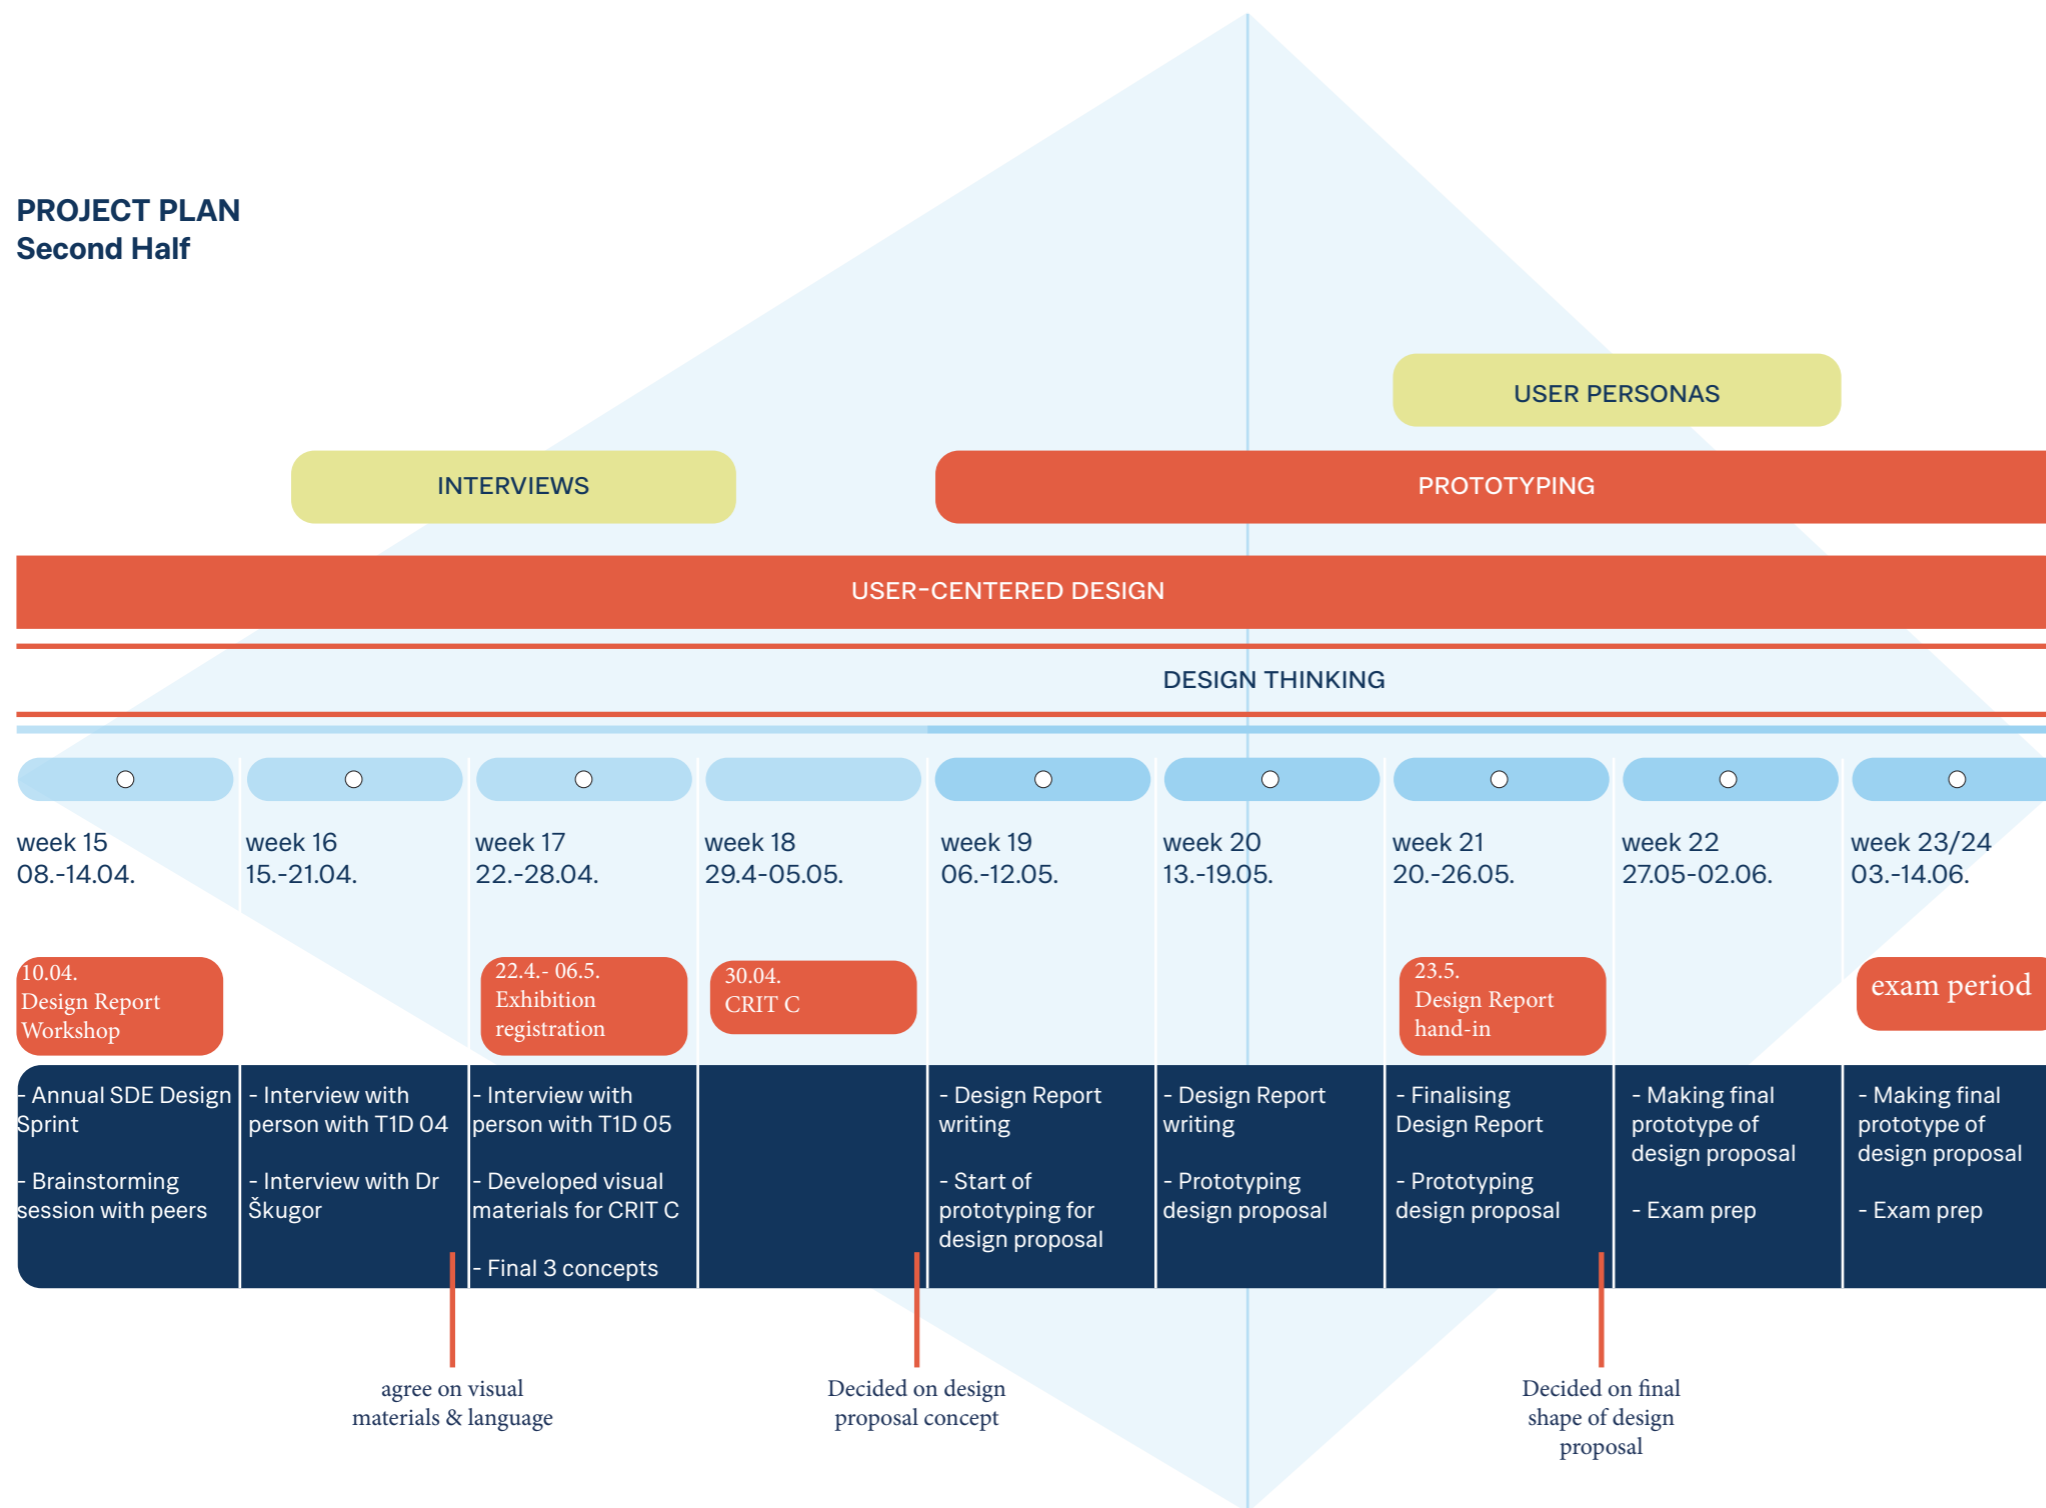 PROJECT PLAN
Second Half
USER PERSONAS
INTERVIEWS
PROTOTYPING
USER-CENTERED DESIGN
DESIGN THINKING
week 15
08.-14.04.
week 16
15.-21.04.
week 17
22.-28.04.
week 18
29.4-05.05.
week 19
06.-12.05.
week 20
13.-19.05.
week 21
20.-26.05.
week 22
27.05-02.06.
week 23/24
03.-14.06.
10.04.
Design Report
Workshop
22.4.- 06.5.
Exhibition
registration
30.04.
CRIT C
23.5.
Design Report
hand-in
exam period
- Annual SDE Design
Sprint
- Brainstorming
session with peers
- Interview with
person with T1D 04
- Interview with Dr
Škugor
- Interview with
person with T1D 05
- Developed visual
materials for CRIT C
- Final 3 concepts
- Design Report
writing
- Start of
prototyping for
design proposal
- Design Report
writing
- Prototyping
design proposal
- Finalising
Design Report
- Prototyping
design proposal
- Making final
prototype of
design proposal
- Exam prep
- Making final
prototype of
design proposal
- Exam prep
agree on visual
materials & language
Decided on design
proposal concept
Decided on final
shape of design
proposal